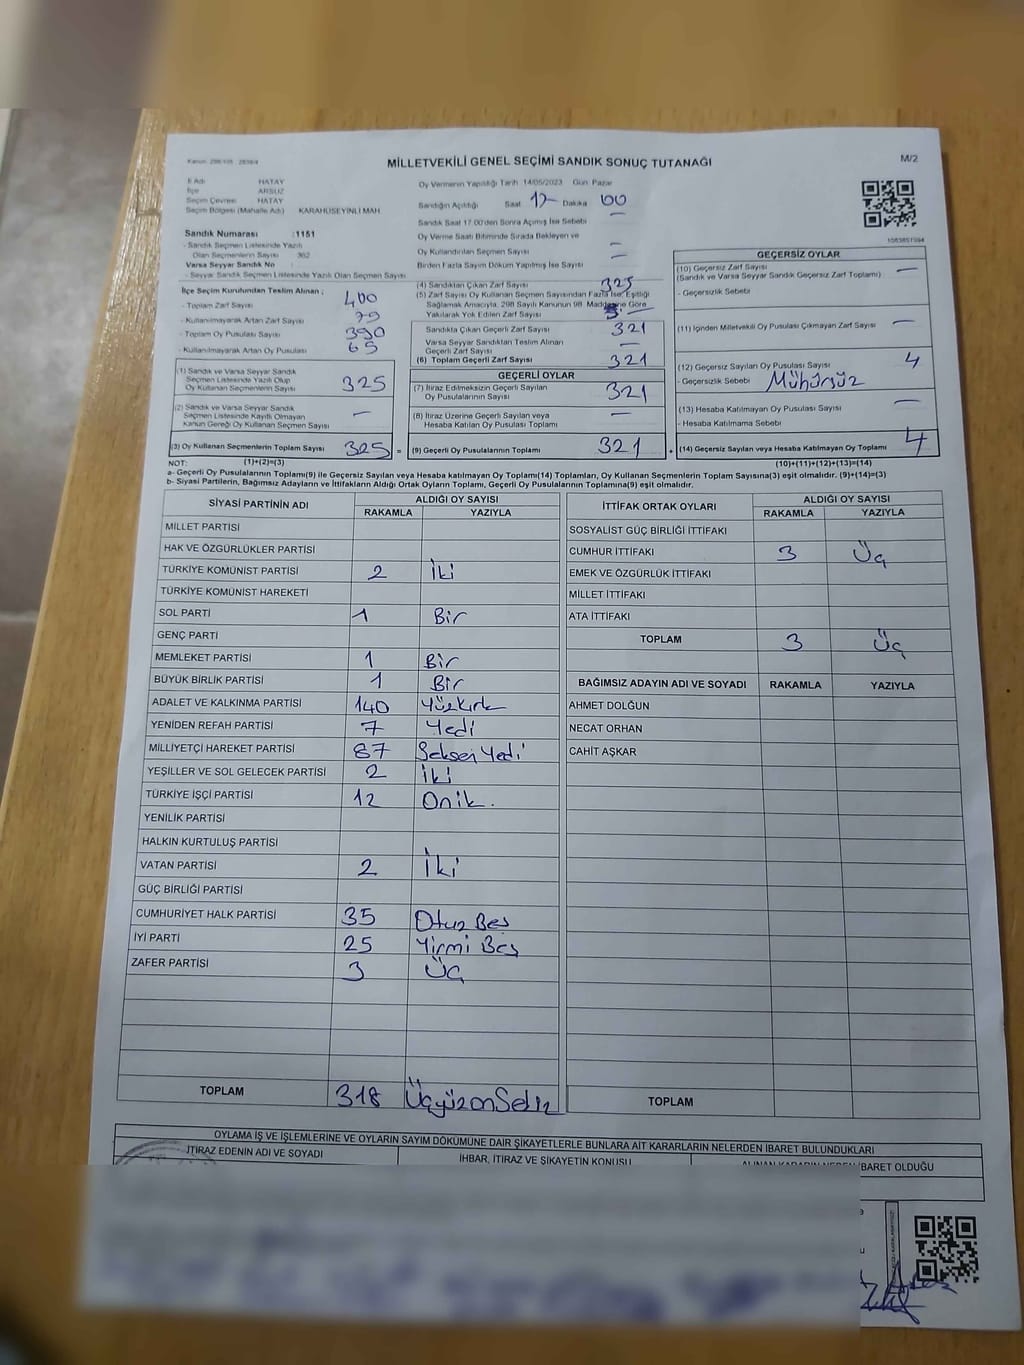 MİLLETVEKİLİ GENEL SEÇİMİ SANDIK SONUÇ TUTANAĞI
M/2
İl Adı HATAY
İlçe ARSUZ
Seçim Çevresi HATAY
Seçim Bölgesi (Mahalle Adı) KARAHÜSEYİNLİ MAH
Sandık Numarası :1151
- Sandık Seçmen Listesinde Yazılı
Olan Seçmenlerin Sayısı 362
Varsa Seyyar Sandık No :
- Seyyar Sandık Seçmen Listesinde Yazılı Olan Seçmen Sayısı
Oy Vermenin Yapıldığı Tarih 14/05/2023 Gün: Pazar
Sandığın Açıldığı Saat 17 Dakika 00
Sandık Saat 17:00'den Sonra Açılmış İse Sebebi —
Oy Verme Saati Bitiminde Sırada Bekleyen ve
Oy Kullandırılan Seçmen Sayısı —
Birden Fazla Sayım Döküm Yapılmış İse Sayısı —
İlçe Seçim Kurulundan Teslim Alınan ;
- Toplam Zarf Sayısı 400
- Kullanılmayarak Artan Zarf Sayısı
- Toplam Oy Pusulası Sayısı 390
- Kullanılmayarak Artan Oy Pusulası 65
(1) Sandık ve Varsa Seyyar Sandık
Seçmen Listesinde Yazılı Olup
Oy Kullanan Seçmenlerin Sayısı 325
(2) Sandık ve Varsa Seyyar Sandık
Seçmen Listesinde Kayıtlı Olmayan
Kanun Gereği Oy Kullanan Seçmen Sayısı —
(3) Oy Kullanan Seçmenlerin Toplam Sayısı 325 =
(1)+(2)=(3)
(4) Sandıktan Çıkan Zarf Sayısı 325
(5) Zarf Sayısı Oy Kullanan Seçmen Sayısından Fazla İse, Eşitliği
Sağlamak Amacıyla, 298 Sayılı Kanunun 98. Maddesine Göre
Yakılarak Yok Edilen Zarf Sayısı
Sandıkta Çıkan Geçerli Zarf Sayısı 321
Varsa Seyyar Sandıktan Teslim Alınan
Geçerli Zarf Sayısı —
(6) Toplam Geçerli Zarf Sayısı 321
GEÇERLİ OYLAR
(7) İtiraz Edilmeksizin Geçerli Sayılan
Oy Pusulalarının Sayısı 321
(8) İtiraz Üzerine Geçerli Sayılan veya
Hesaba Katılan Oy Pusulası Toplamı —
(9) Geçerli Oy Pusulalarının Toplamı 321 +
GEÇERSİZ OYLAR
(10) Geçersiz Zarf Sayısı —
(Sandık ve Varsa Seyyar Sandık Geçersiz Zarf Toplamı)
- Geçersizlik Sebebi
(11) İçinden Milletvekili Oy Pusulası Çıkmayan Zarf Sayısı —
(12) Geçersiz Sayılan Oy Pusulası Sayısı 4
- Geçersizlik Sebebi Mühürsüz
(13) Hesaba Katılmayan Oy Pusulası Sayısı —
- Hesaba Katılmama Sebebi
(14) Geçersiz Sayılan veya Hesaba Katılmayan Oy Toplamı 4
(10)+(11)+(12)+(13)=(14)
NOT:
a- Geçerli Oy Pusulalarının Toplamı(9) ile Geçersiz Sayılan veya Hesaba katılmayan Oy Toplamı(14) Toplamları, Oy Kullanan Seçmenlerin Toplam Sayısına(3) eşit olmalıdır. (9)+(14)=(3)
b- Siyasi Partilerin, Bağımsız Adayların ve İttifakların Aldığı Ortak Oyların Toplamı, Geçerli Oy Pusulalarının Toplamına(9) eşit olmalıdır.
SİYASİ PARTİNİN ADI ALDIĞI OY SAYISI
RAKAMLA YAZIYLA
MİLLET PARTİSİ
HAK VE ÖZGÜRLÜKLER PARTİSİ
TÜRKİYE KOMÜNİST PARTİSİ 2 İki
TÜRKİYE KOMÜNİST HAREKETİ
SOL PARTİ 1 Bir
GENÇ PARTİ
MEMLEKET PARTİSİ 1 Bir
BÜYÜK BİRLİK PARTİSİ 1 Bir
ADALET VE KALKINMA PARTİSİ 140 Yüzkırk
YENİDEN REFAH PARTİSİ 7 Yedi
MİLLİYETÇİ HAREKET PARTİSİ 87 Seksen Yedi
YEŞİLLER VE SOL GELECEK PARTİSİ 2 İki
TÜRKİYE İŞÇİ PARTİSİ 12 Onik.
YENİLİK PARTİSİ
HALKIN KURTULUŞ PARTİSİ
VATAN PARTİSİ 2 İki
GÜÇ BİRLİĞİ PARTİSİ
CUMHURİYET HALK PARTİSİ 35 Otuz Beş
İYİ PARTİ 25 Yirmi Beş
ZAFER PARTİSİ 3 Üç
TOPLAM 318 Üçyüzonsekiz
İTTİFAK ORTAK OYLARI ALDIĞI OY SAYISI
RAKAMLA YAZIYLA
SOSYALİST GÜÇ BİRLİĞİ İTTİFAKI
CUMHUR İTTİFAKI 3 Üç
EMEK VE ÖZGÜRLÜK İTTİFAKI
MİLLET İTTİFAKI
ATA İTTİFAKI
TOPLAM 3 Üç
BAĞIMSIZ ADAYIN ADI VE SOYADI RAKAMLA YAZIYLA
AHMET DOLĞUN
NECAT ORHAN
CAHİT AŞKAR
TOPLAM
OYLAMA İŞ VE İŞLEMLERİNE VE OYLARIN SAYIM DÖKÜMÜNE DAİR ŞİKAYETLERLE BUNLARA AİT KARARLARIN NELERDEN İBARET BULUNDUKLARI
İTİRAZ EDENİN ADI VE SOYADI
İHBAR, İTİRAZ VE ŞİKAYETİN KONUSU
ALINAN KARARIN NEDEN İBARET OLDUĞU